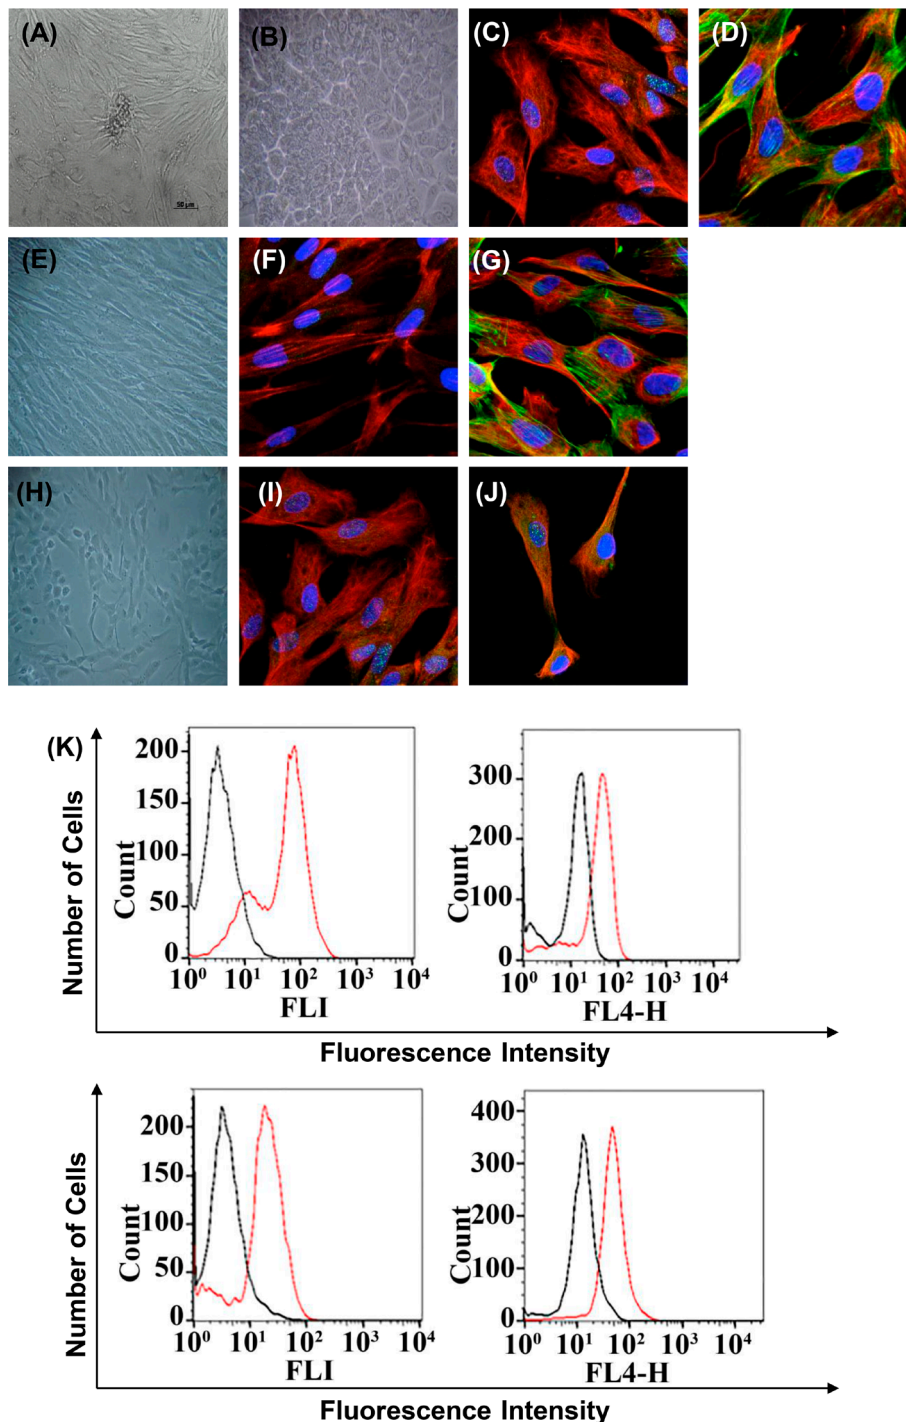 (A) (B) (C) (D)
50 µm
(E) (F) (G)
(H) (I) (J)
(K)
Number of Cells
Count
200
150
100
50
0
10⁰ 10¹ 10² 10³ 10⁴
FLI
Count
300
200
100
0
10⁰ 10¹ 10² 10³ 10⁴
FL4-H
Fluorescence Intensity
Number of Cells
Count
200
150
100
50
0
10⁰ 10¹ 10² 10³ 10⁴
FLI
Count
400
300
200
100
0
10⁰ 10¹ 10² 10³ 10⁴
FL4-H
Fluorescence Intensity